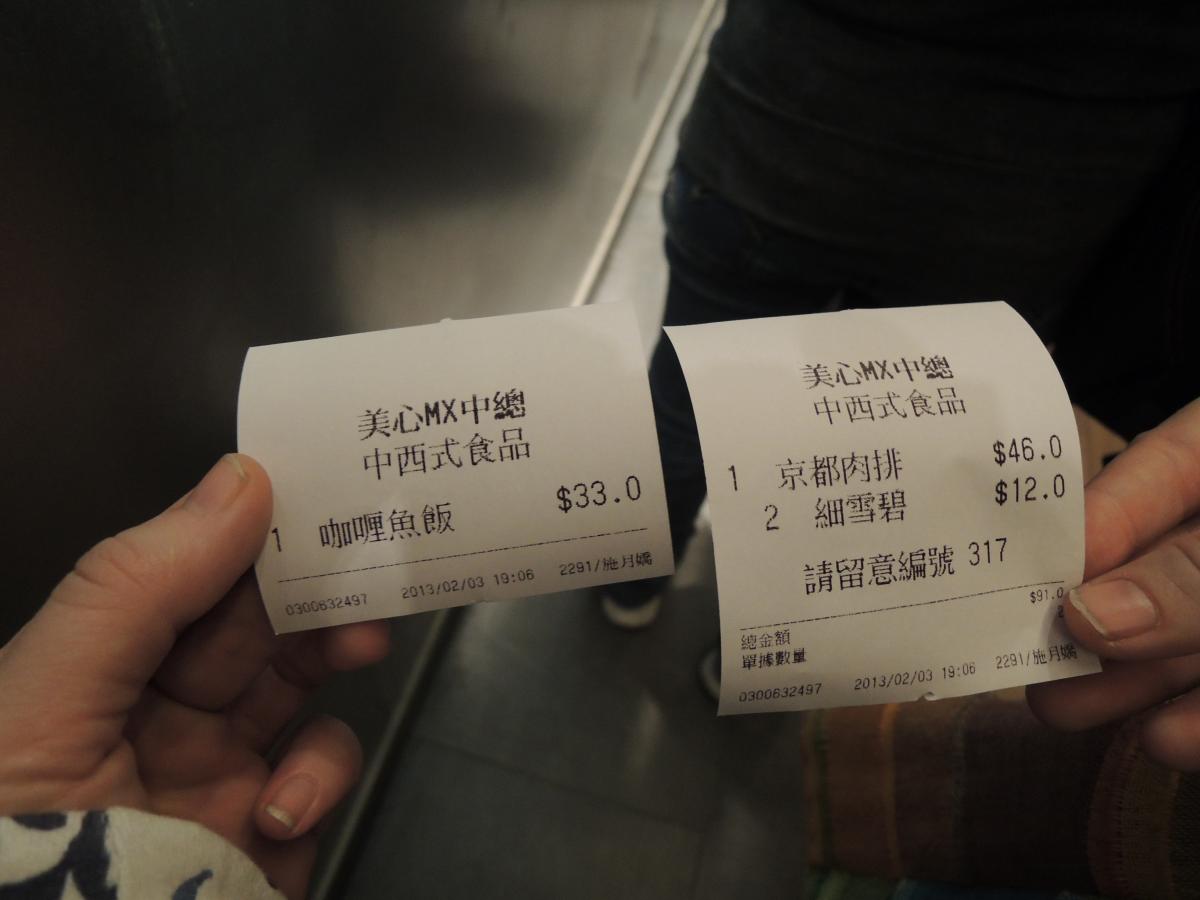 美心MX中總
中西式食品
1 咖喱魚飯 $33.0
0300632497 2013/02/03 19:06 2291/施月嬌
美心MX中總
中西式食品
1 京都肉排 $46.0
2 細雪碧 $12.0
請留意編號 317
總金額 $91.0
單據數量 2
0300632497 2013/02/03 19:06 2291/施月嬌